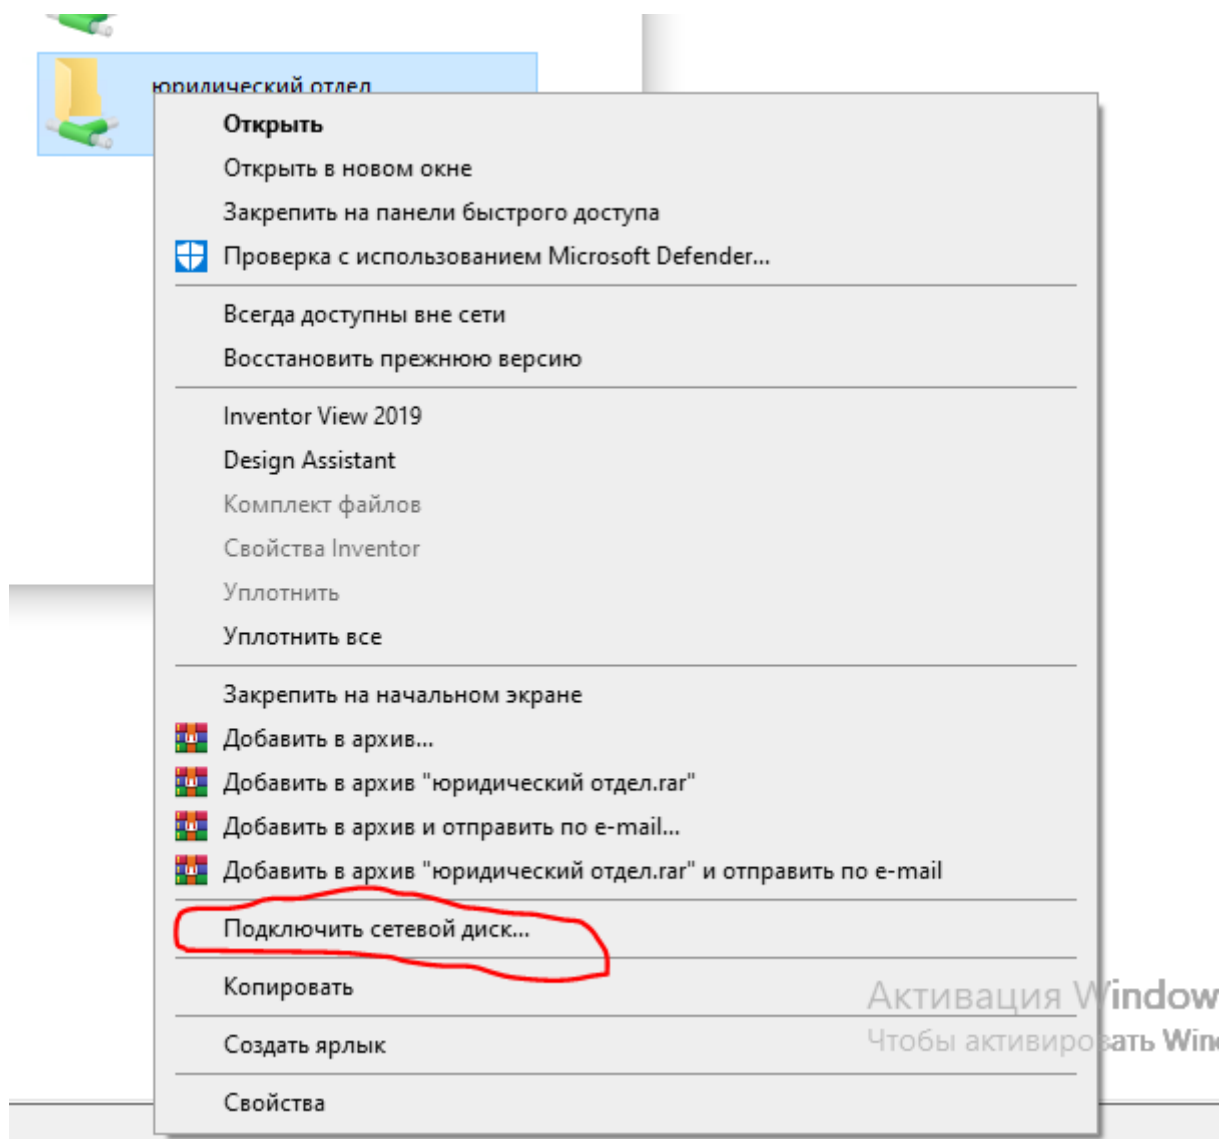 юридический отдел
Открыть
Открыть в новом окне
Закрепить на панели быстрого доступа
Проверка с использованием Microsoft Defender...
Всегда доступны вне сети
Восстановить прежнюю версию
Inventor View 2019
Design Assistant
Комплект файлов
Свойства Inventor
Уплотнить
Уплотнить все
Закрепить на начальном экране
Добавить в архив...
Добавить в архив "юридический отдел.rar"
Добавить в архив и отправить по e-mail...
Добавить в архив "юридический отдел.rar" и отправить по e-mail
Подключить сетевой диск...
Копировать
Активация Window
Создать ярлык
Чтобы активировать Win
Свойства